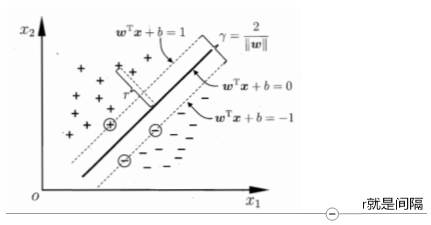 x₂
wᵀx + b = 1
γ = 2/‖w‖
wᵀx + b = 0
r
wᵀx + b = −1
O
x₁
r就是间隔